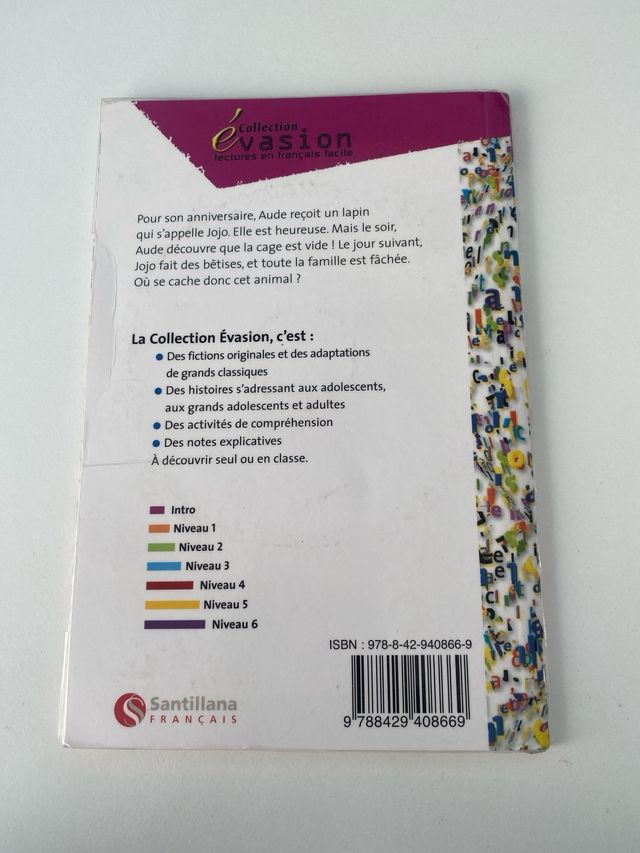 Collection
évasion
lectures en français facile
Pour son anniversaire, Aude reçoit un lapin
qui s'appelle Jojo. Elle est heureuse. Mais le soir,
Aude découvre que la cage est vide ! Le jour suivant,
Jojo fait des bêtises, et toute la famille est fâchée.
Où se cache donc cet animal ?
La Collection Évasion, c'est :
● Des fictions originales et des adaptations
de grands classiques
● Des histoires s'adressant aux adolescents,
aux grands adolescents et adultes
● Des activités de compréhension
● Des notes explicatives
À découvrir seul ou en classe.
Intro
Niveau 1
Niveau 2
Niveau 3
Niveau 4
Niveau 5
Niveau 6
ISBN : 978-8-42-940866-9
9 788429 408669
Santillana
FRANÇAIS